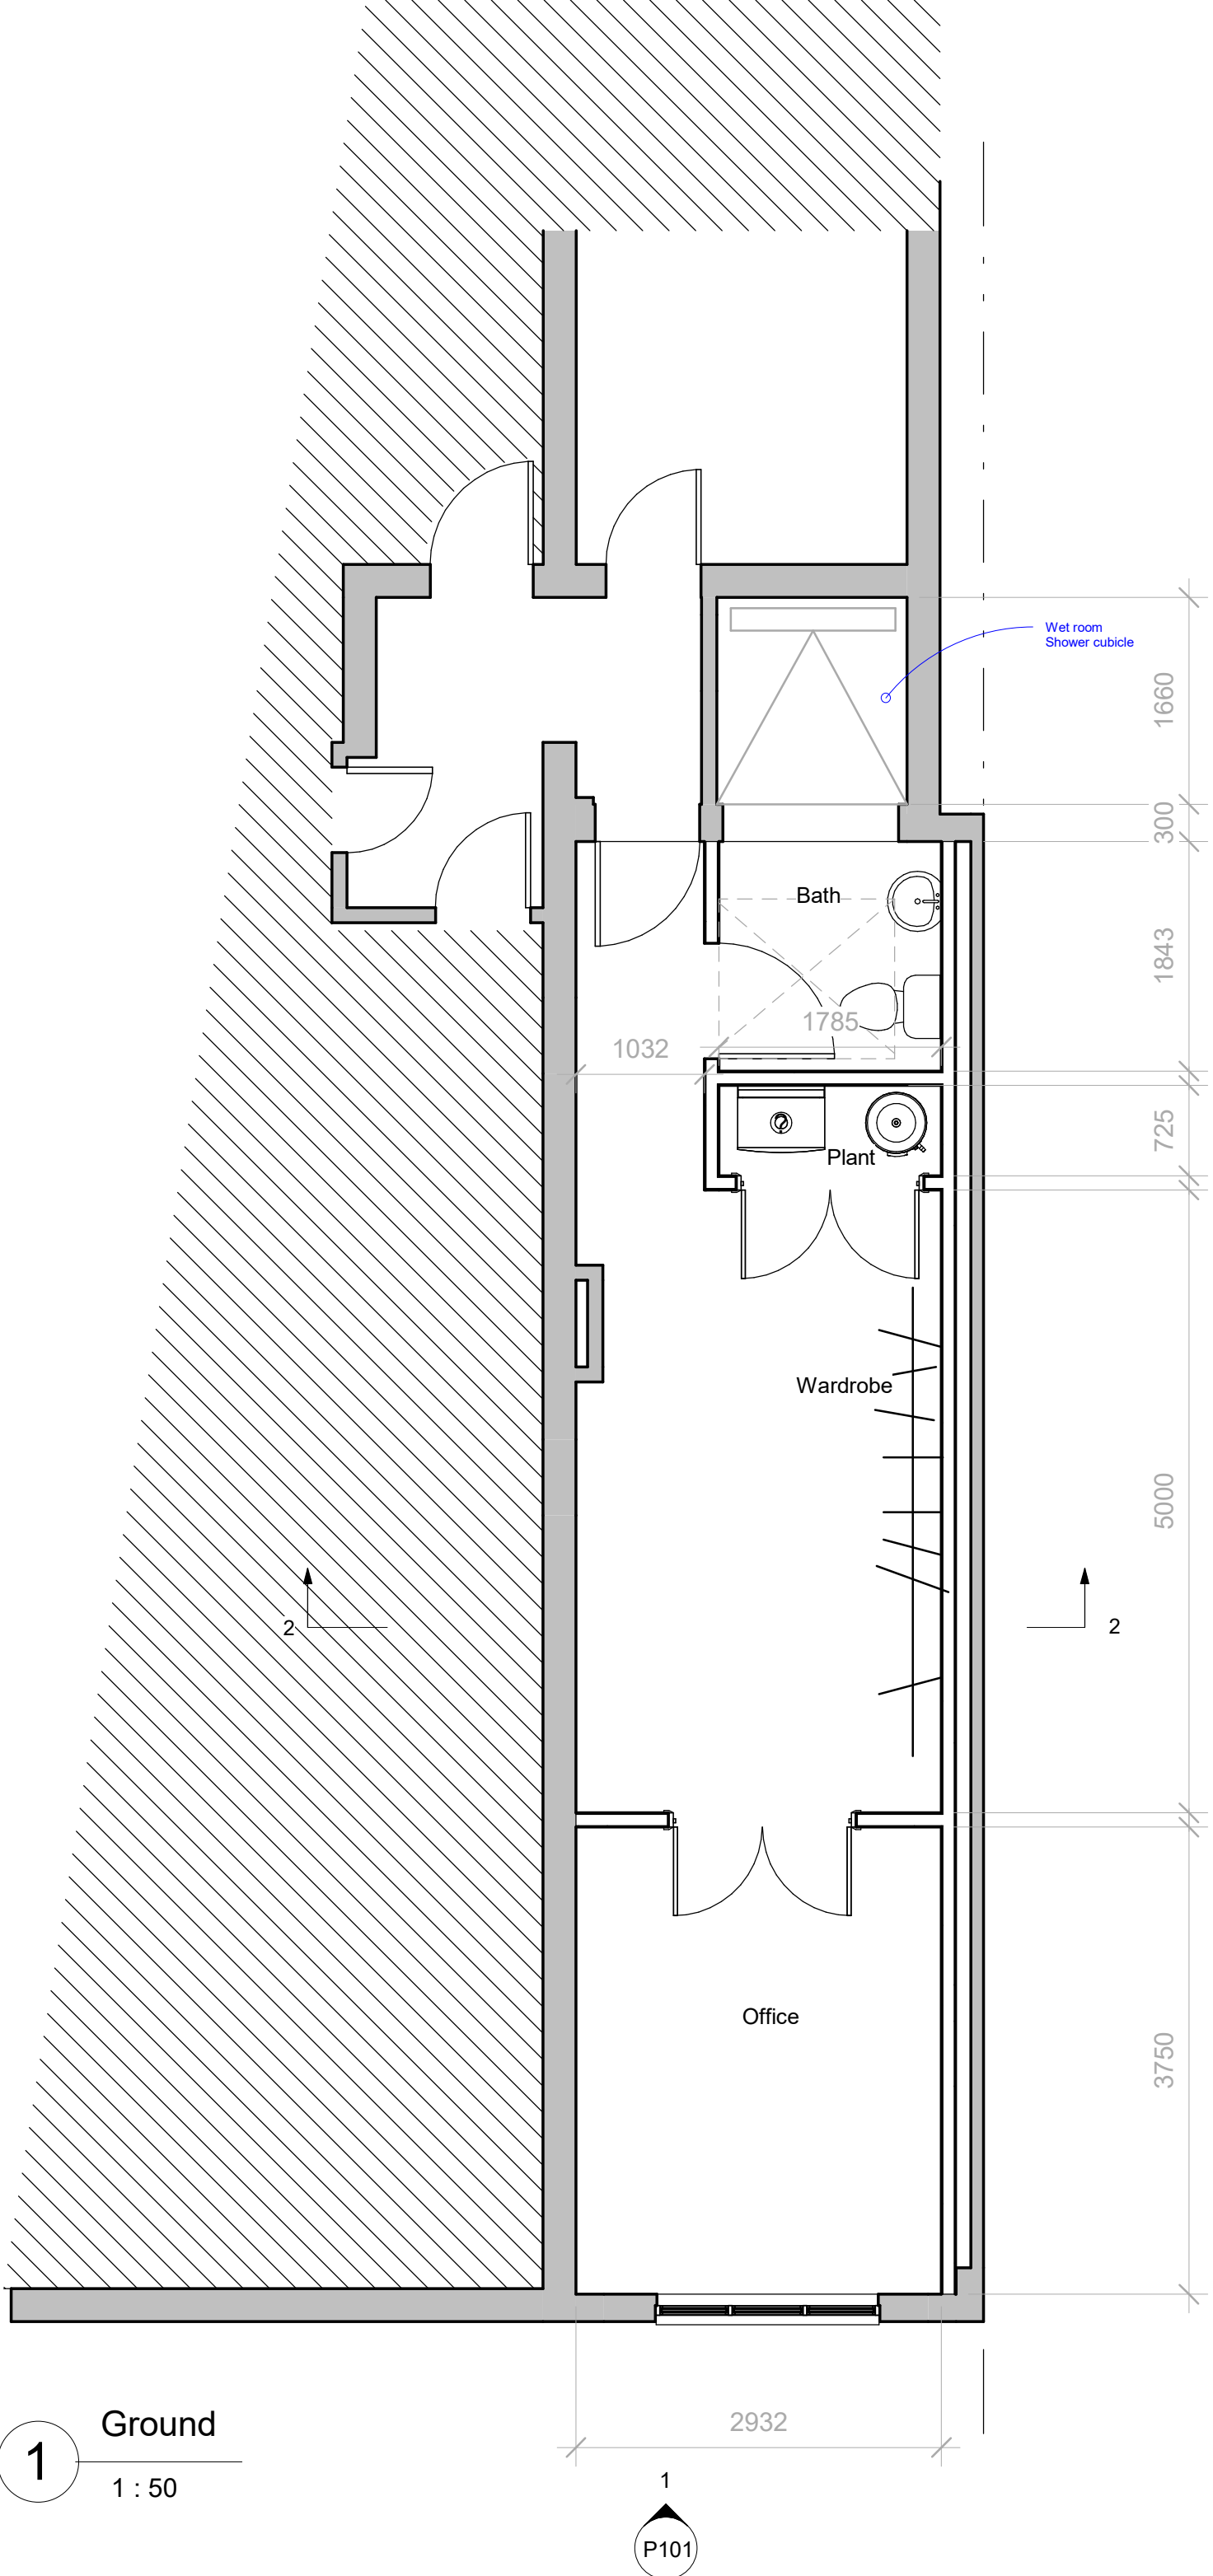 Wet room
Shower cubicle
1660
300
Bath
1843
1785
1032
725
Plant
Wardrobe
5000
2
2
Office
3750
Ground
2932
1
1 : 50
1
P101